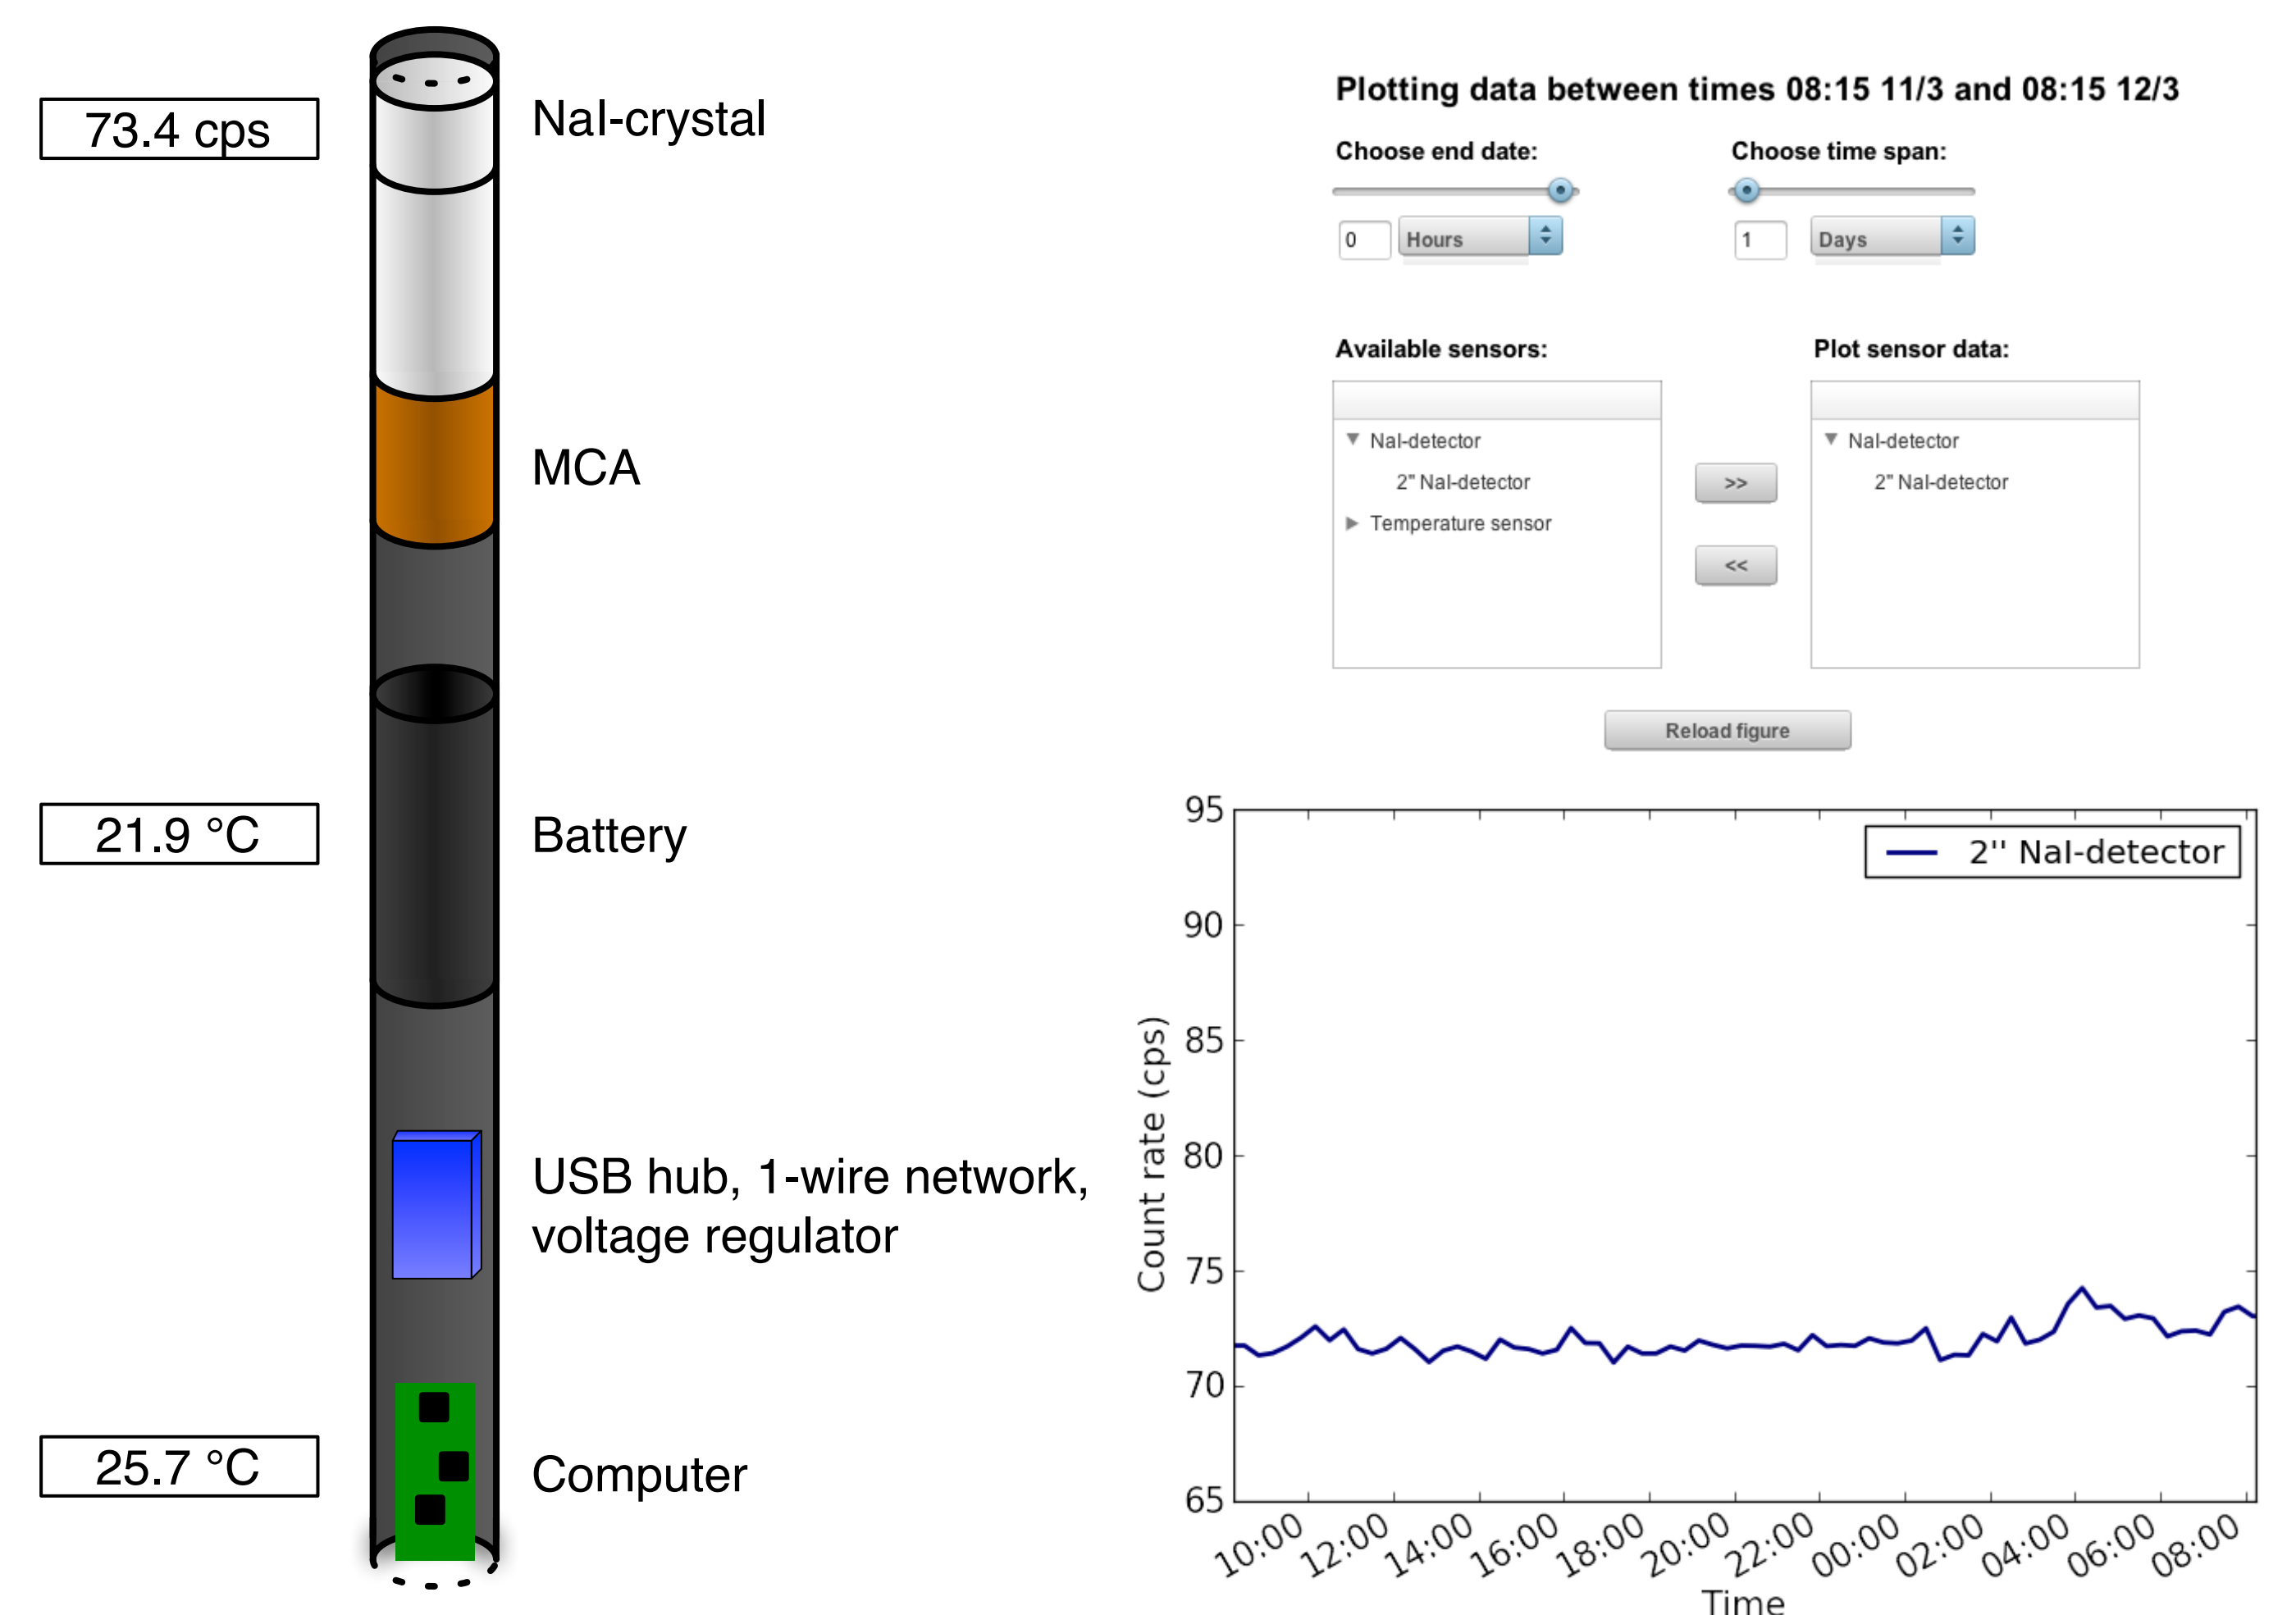 73.4 cps
NaI-crystal
MCA
21.9 °C
Battery
USB hub, 1-wire network,
voltage regulator
25.7 °C
Computer
Plotting data between times 08:15 11/3 and 08:15 12/3
Choose end date:
Choose time span:
0
Hours
1
Days
Available sensors:
Plot sensor data:
NaI-detector
2" NaI-detector
Temperature sensor
>>
<<
NaI-detector
2" NaI-detector
Reload figure
2'' NaI-detector
Count rate (cps)
95
90
85
80
75
70
65
10:00
12:00
14:00
16:00
18:00
20:00
22:00
00:00
02:00
04:00
06:00
08:00
Time